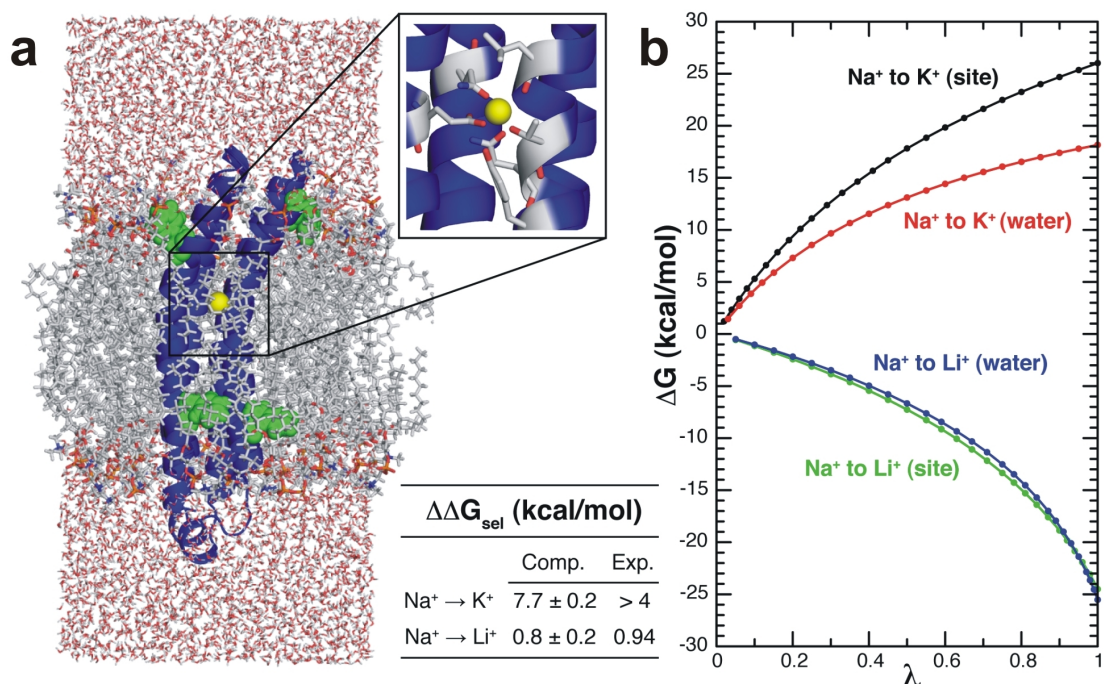 a
ΔΔG_sel (kcal/mol)
Comp. Exp.
Na⁺ → K⁺ 7.7 ± 0.2 > 4
Na⁺ → Li⁺ 0.8 ± 0.2 0.94
b
ΔG (kcal/mol)
30
25
20
15
10
5
0
-5
-10
-15
-20
-25
-30
Na⁺ to K⁺ (site)
Na⁺ to K⁺ (water)
Na⁺ to Li⁺ (water)
Na⁺ to Li⁺ (site)
0 0.2 0.4 0.6 0.8 1
λ